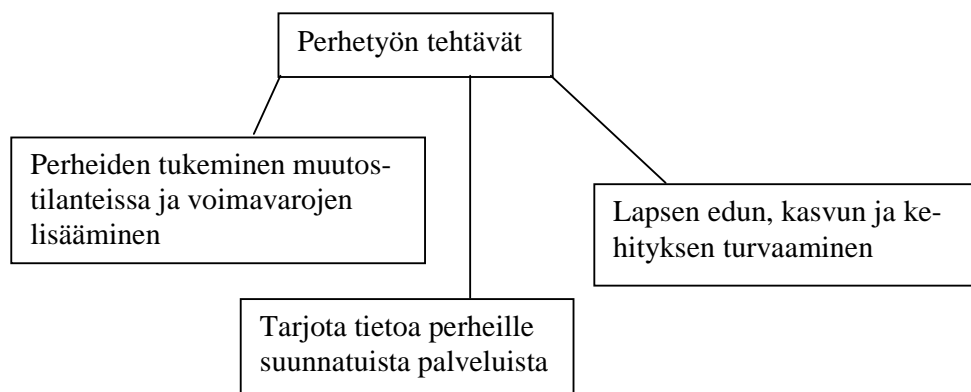 Perhetyön tehtävät
Perheiden tukeminen muutos-
tilanteissa ja voimavarojen
lisääminen
Lapsen edun, kasvun ja ke-
hityksen turvaaminen
Tarjota tietoa perheille
suunnatuista palveluista